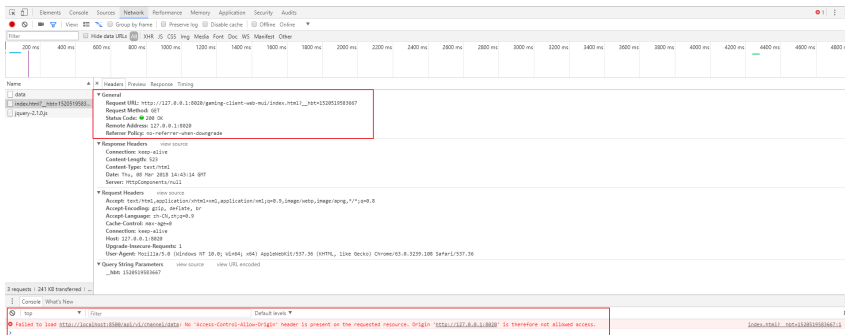 Elements Console Sources Network Performance Memory Application Security Audits 1
View: Group by frame Preserve log Disable cache Offline Online
Filter Hide data URLs All XHR JS CSS Img Media Font Doc WS Manifest Other
200 ms 400 ms 600 ms 800 ms 1000 ms 1200 ms 1400 ms 1600 ms 1800 ms 2000 ms 2200 ms 2400 ms 2600 ms 2800 ms 3000 ms 3200 ms 3400 ms 3600 ms 3800 ms 4000 ms 4200 ms 4400 ms 4600 ms 4800
Name × Headers Preview Response Timing
data
index.html?__hbt=1520519583...
jquery-2.1.0.js
General
Request URL: http://127.0.0.1:8020/gaming-client-web-mui/index.html?__hbt=1520519583667
Request Method: GET
Status Code: 200 OK
Remote Address: 127.0.0.1:8020
Referrer Policy: no-referrer-when-downgrade
Response Headers view source
Connection: keep-alive
Content-Length: 523
Content-Type: text/html
Date: Thu, 08 Mar 2018 14:43:14 GMT
Server: HttpComponents/null
Request Headers view source
Accept: text/html,application/xhtml+xml,application/xml;q=0.9,image/webp,image/apng,*/*;q=0.8
Accept-Encoding: gzip, deflate, br
Accept-Language: zh-CN,zh;q=0.9
Cache-Control: max-age=0
Connection: keep-alive
Host: 127.0.0.1:8020
Upgrade-Insecure-Requests: 1
User-Agent: Mozilla/5.0 (Windows NT 10.0; Win64; x64) AppleWebKit/537.36 (KHTML, like Gecko) Chrome/63.0.3239.108 Safari/537.36
Query String Parameters view source view URL encoded
__hbt: 1520519583667
3 requests | 241 KB transferred | ...
Console What's New
top Filter Default levels
Failed to load http://localhost:8500/api/v1/channel/data: No 'Access-Control-Allow-Origin' header is present on the requested resource. Origin 'http://127.0.0.1:8020' is therefore not allowed access. index.html?__hbt=1520519583667:1